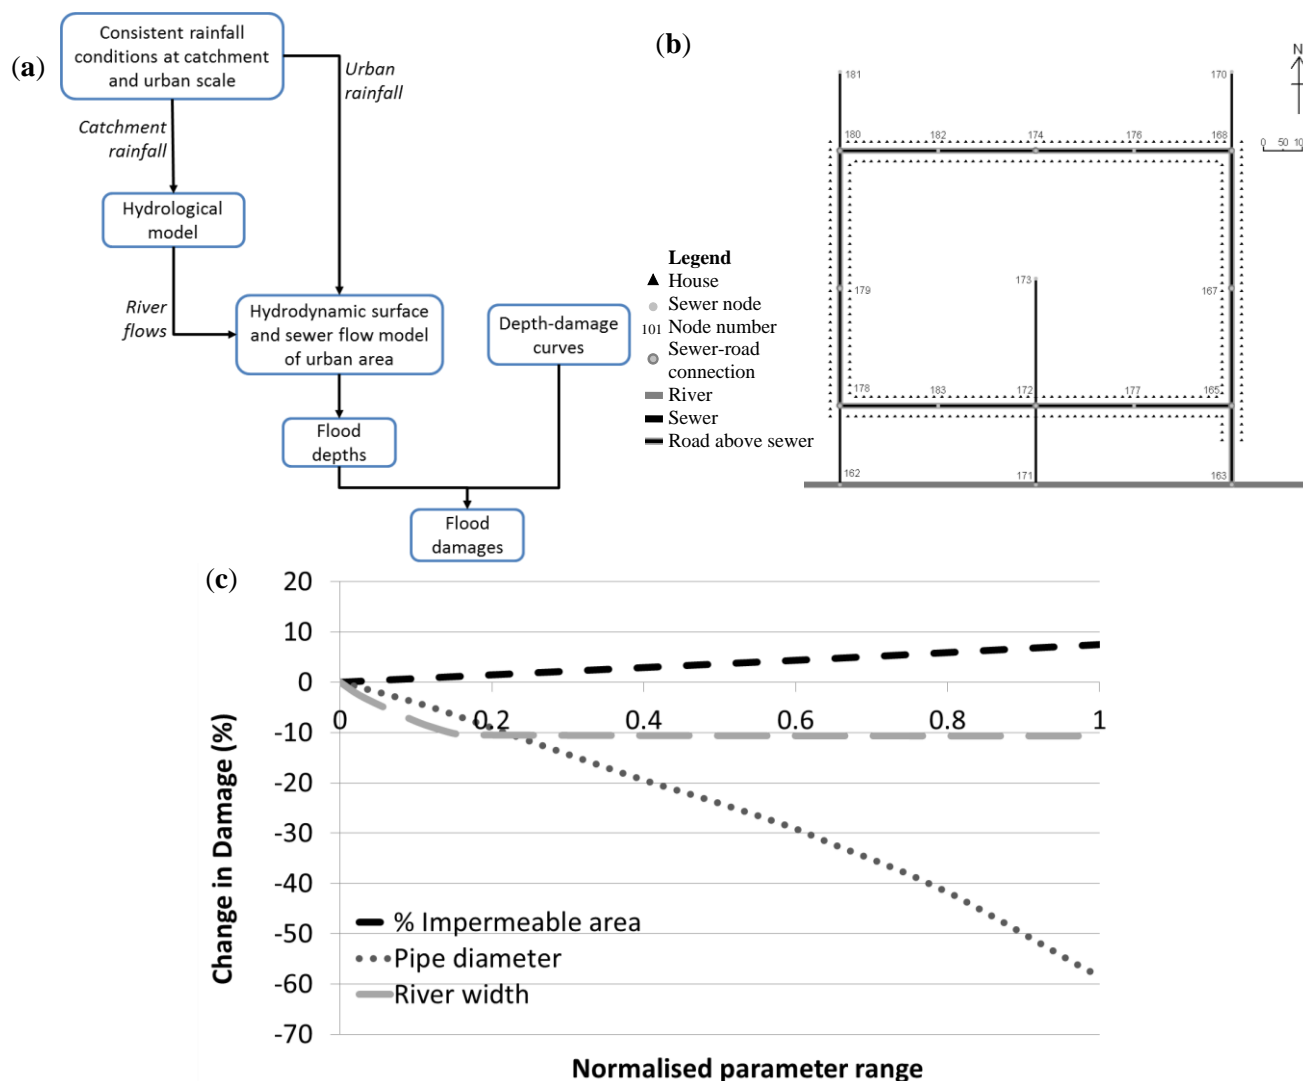 (a)
Consistent rainfall
conditions at catchment
and urban scale
Urban
rainfall
Catchment
rainfall
Hydrological
model
River
flows
Hydrodynamic surface
and sewer flow model
of urban area
Depth-damage
curves
Flood
depths
Flood
damages
(b)
N
0 50 10
181
170
180
182
174
176
168
173
179
167
178
183
172
177
165
162
171
163
Legend
House
Sewer node
101 Node number
Sewer-road
connection
River
Sewer
Road above sewer
(c)
Change in Damage (%)
20
10
0
-10
-20
-30
-40
-50
-60
-70
0 0.2 0.4 0.6 0.8 1
% Impermeable area
Pipe diameter
River width
Normalised parameter range